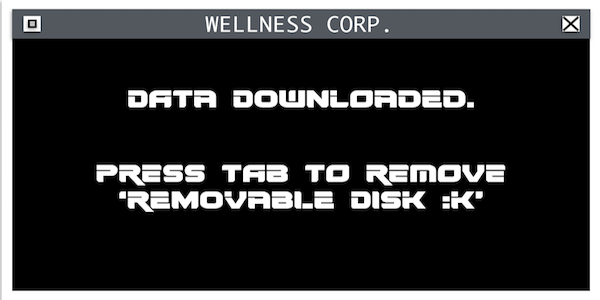 WELLNESS CORP.
DATA DOWNLOADED.
PRESS TAB TO REMOVE
'REMOVABLE DISK :K'